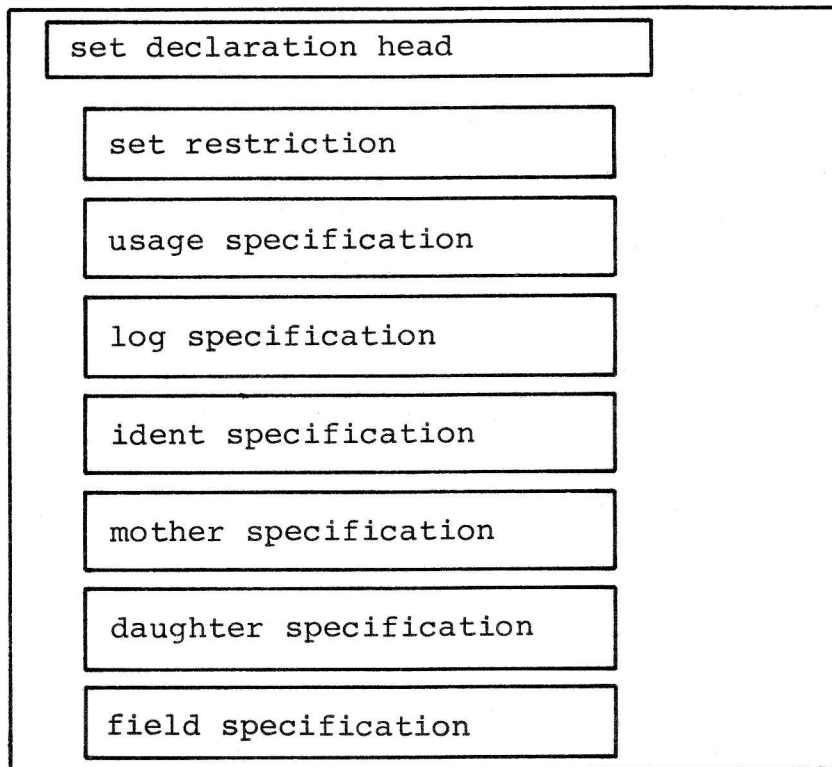 set declaration head
set restriction
usage specification
log specification
ident specification
mother specification
daughter specification
field specification